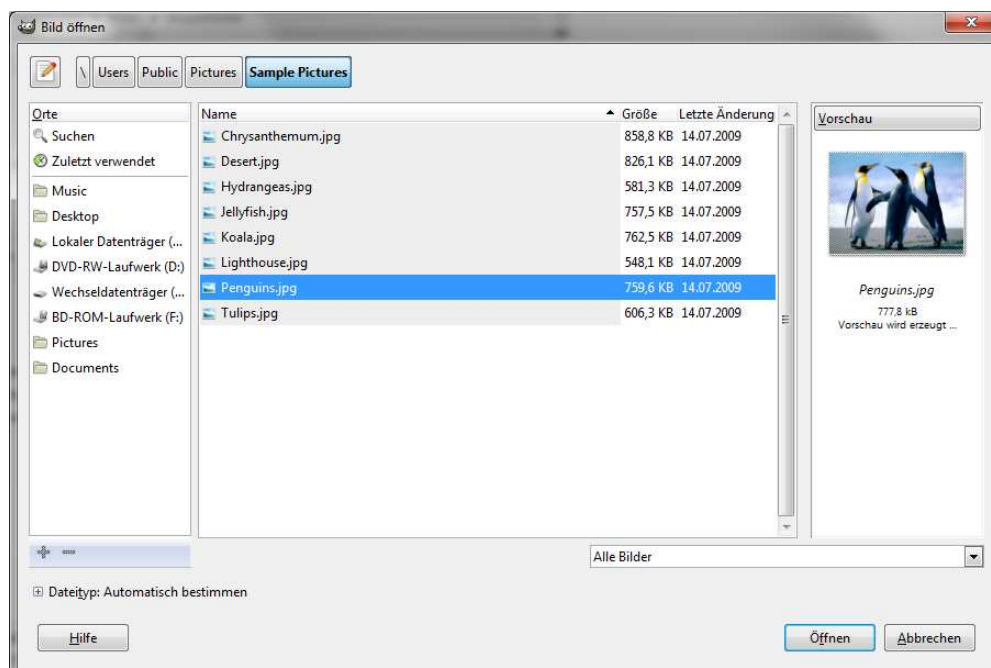 Bild öffnen
\ Users Public Pictures Sample Pictures
Orte
Suchen
Zuletzt verwendet
Music
Desktop
Lokaler Datenträger (...
DVD-RW-Laufwerk (D:)
Wechseldatenträger (...
BD-ROM-Laufwerk (F:)
Pictures
Documents
Name Größe Letzte Änderung
Chrysanthemum.jpg 858,8 KB 14.07.2009
Desert.jpg 826,1 KB 14.07.2009
Hydrangeas.jpg 581,3 KB 14.07.2009
Jellyfish.jpg 757,5 KB 14.07.2009
Koala.jpg 762,5 KB 14.07.2009
Lighthouse.jpg 548,1 KB 14.07.2009
Penguins.jpg 759,6 KB 14.07.2009
Tulips.jpg 606,3 KB 14.07.2009
Vorschau
Penguins.jpg
777,8 kB
Vorschau wird erzeugt ...
Alle Bilder
Dateityp: Automatisch bestimmen
Hilfe
Öffnen
Abbrechen